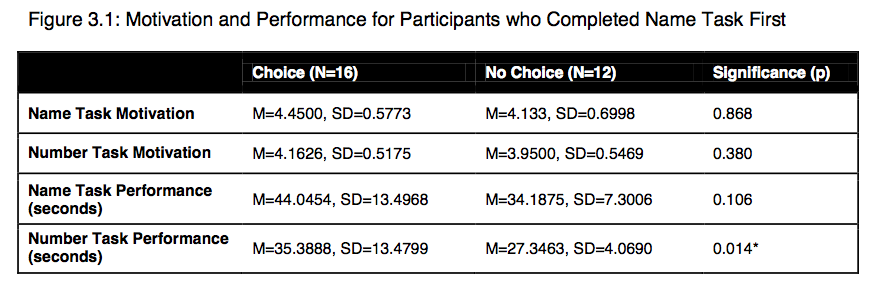 Figure 3.1: Motivation and Performance for Participants who Completed Name Task First
Choice (N=16) No Choice (N=12) Significance (p)
Name Task Motivation M=4.4500, SD=0.5773 M=4.133, SD=0.6998 0.868
Number Task Motivation M=4.1626, SD=0.5175 M=3.9500, SD=0.5469 0.380
Name Task Performance
(seconds) M=44.0454, SD=13.4968 M=34.1875, SD=7.3006 0.106
Number Task Performance
(seconds) M=35.3888, SD=13.4799 M=27.3463, SD=4.0690 0.014*